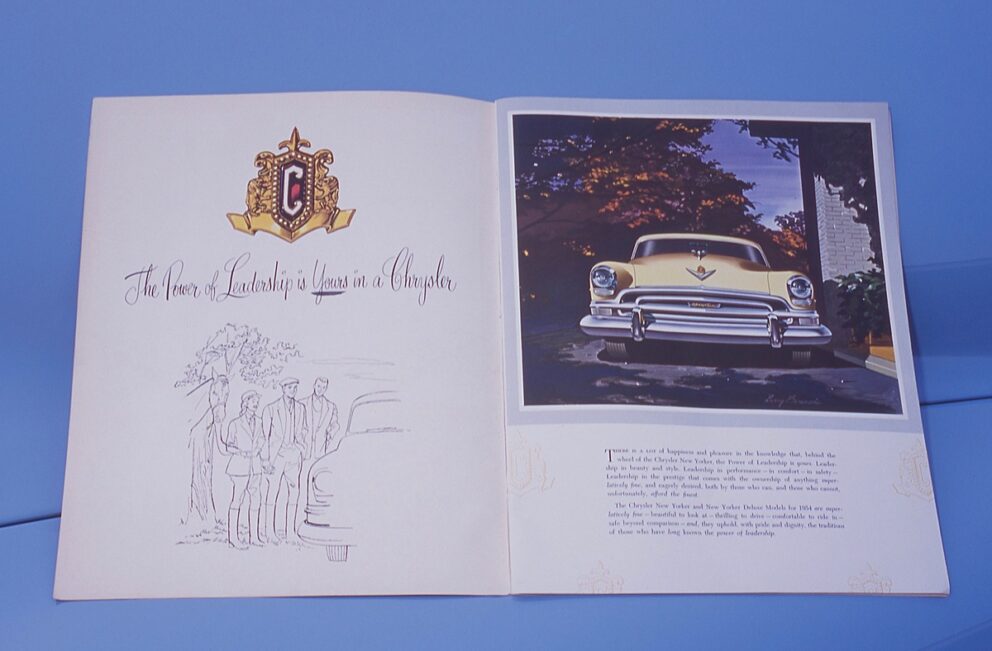 C
The Power of Leadership is Yours in a Chrysler
THERE IS A LOT of happiness and pleasure in the knowledge that, behind the
wheel of the Chrysler New Yorker, the Power of Leadership is yours. Leader-
ship in beauty and style. Leadership in performance — in comfort — in safety —
Leadership in the prestige that comes with the ownership of anything super-
latively fine, and eagerly desired, both by those who can, and those who cannot,
unfortunately, afford the finest.
The Chrysler New Yorker and New Yorker Deluxe Models for 1954 are super-
latively fine — beautiful to look at — thrilling to drive — comfortable to ride in —
safe beyond comparison — and, they uphold, with pride and dignity, the traditions
of those who have long known the power of leadership.